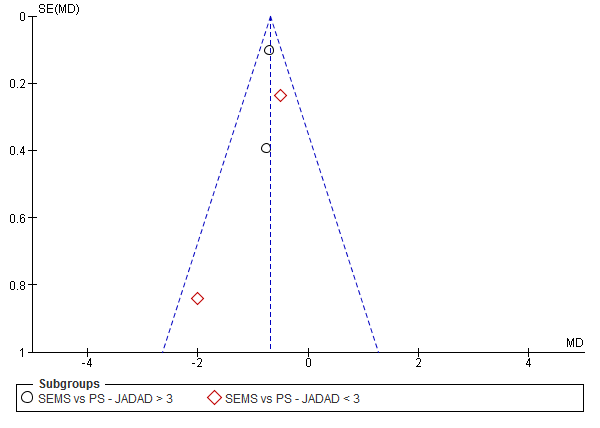 SE(MD)
0
0.2
0.4
0.6
0.8
1
MD
-4 -2 0 2 4
Subgroups
SEMS vs PS - JADAD > 3 SEMS vs PS - JADAD < 3